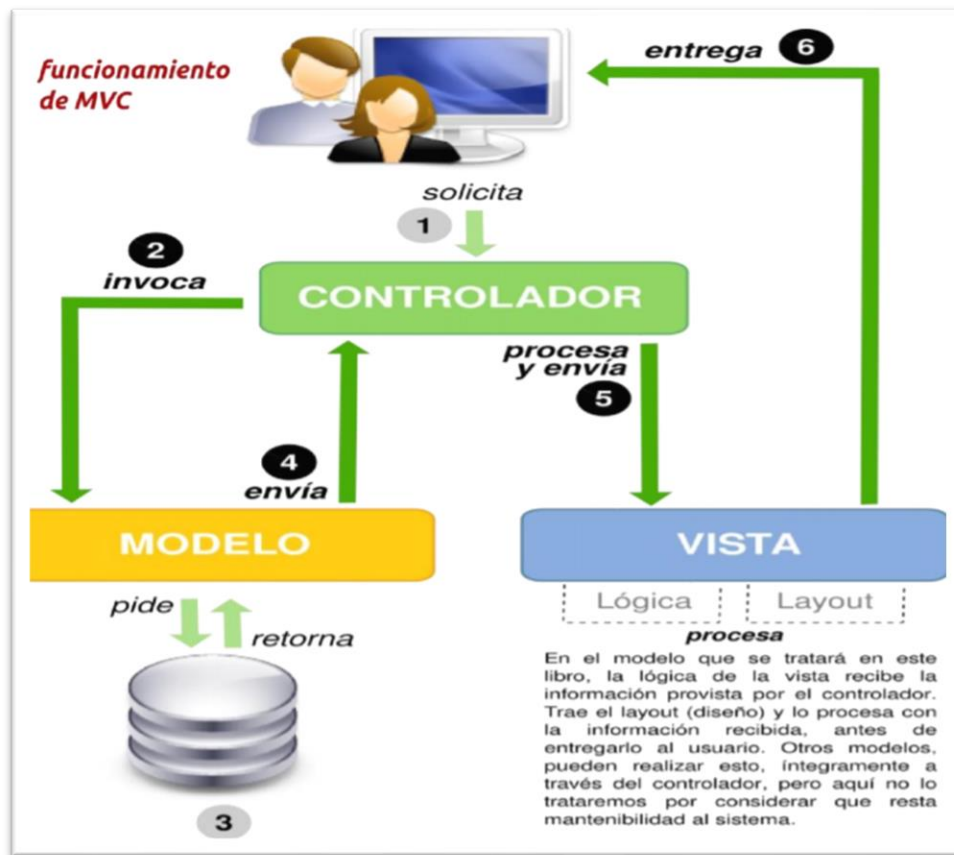 funcionamiento
de MVC
entrega 6
solicita
1
2
invoca
CONTROLADOR
procesa
y envía
5
4
envía
MODELO
VISTA
pide
retorna
Lógica
Layout
procesa
En el modelo que se tratará en este
libro, la lógica de la vista recibe la
información provista por el controlador.
Trae el layout (diseño) y lo procesa con
la información recibida, antes de
entregarlo al usuario. Otros modelos,
pueden realizar esto, íntegramente a
través del controlador, pero aquí no lo
trataremos por considerar que resta
mantenibilidad al sistema.
3